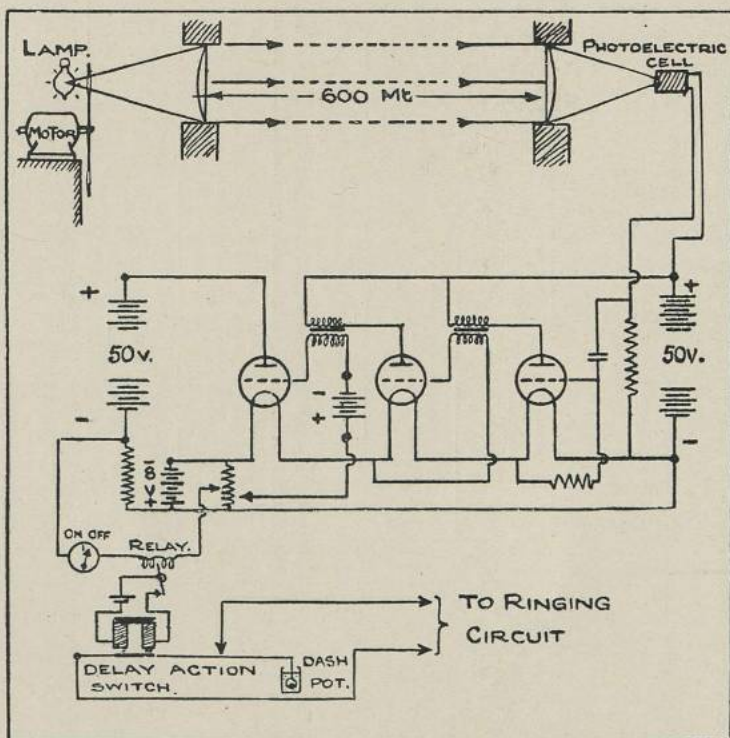 LAMP.
PHOTOELECTRIC
CELL
MOTOR
600 Mt
+
+
50v.
50v.
-
+
-
-
- 8 V +
ON OFF
RELAY.
TO RINGING
CIRCUIT
DELAY ACTION
SWITCH.
DASH
POT.